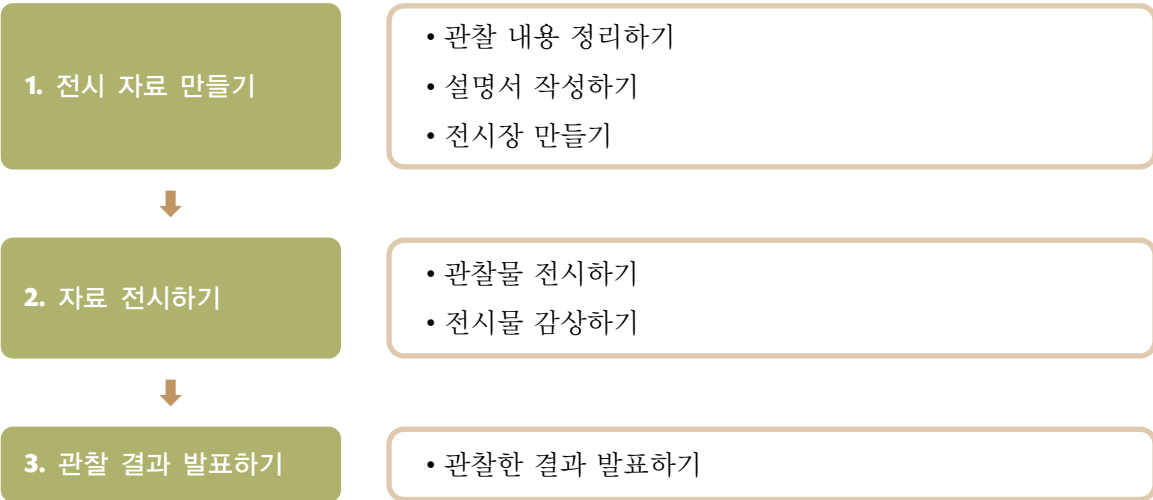 1. 전시 자료 만들기
• 관찰 내용 정리하기
• 설명서 작성하기
• 전시장 만들기
2. 자료 전시하기
• 관찰물 전시하기
• 전시물 감상하기
3. 관찰 결과 발표하기
• 관찰한 결과 발표하기